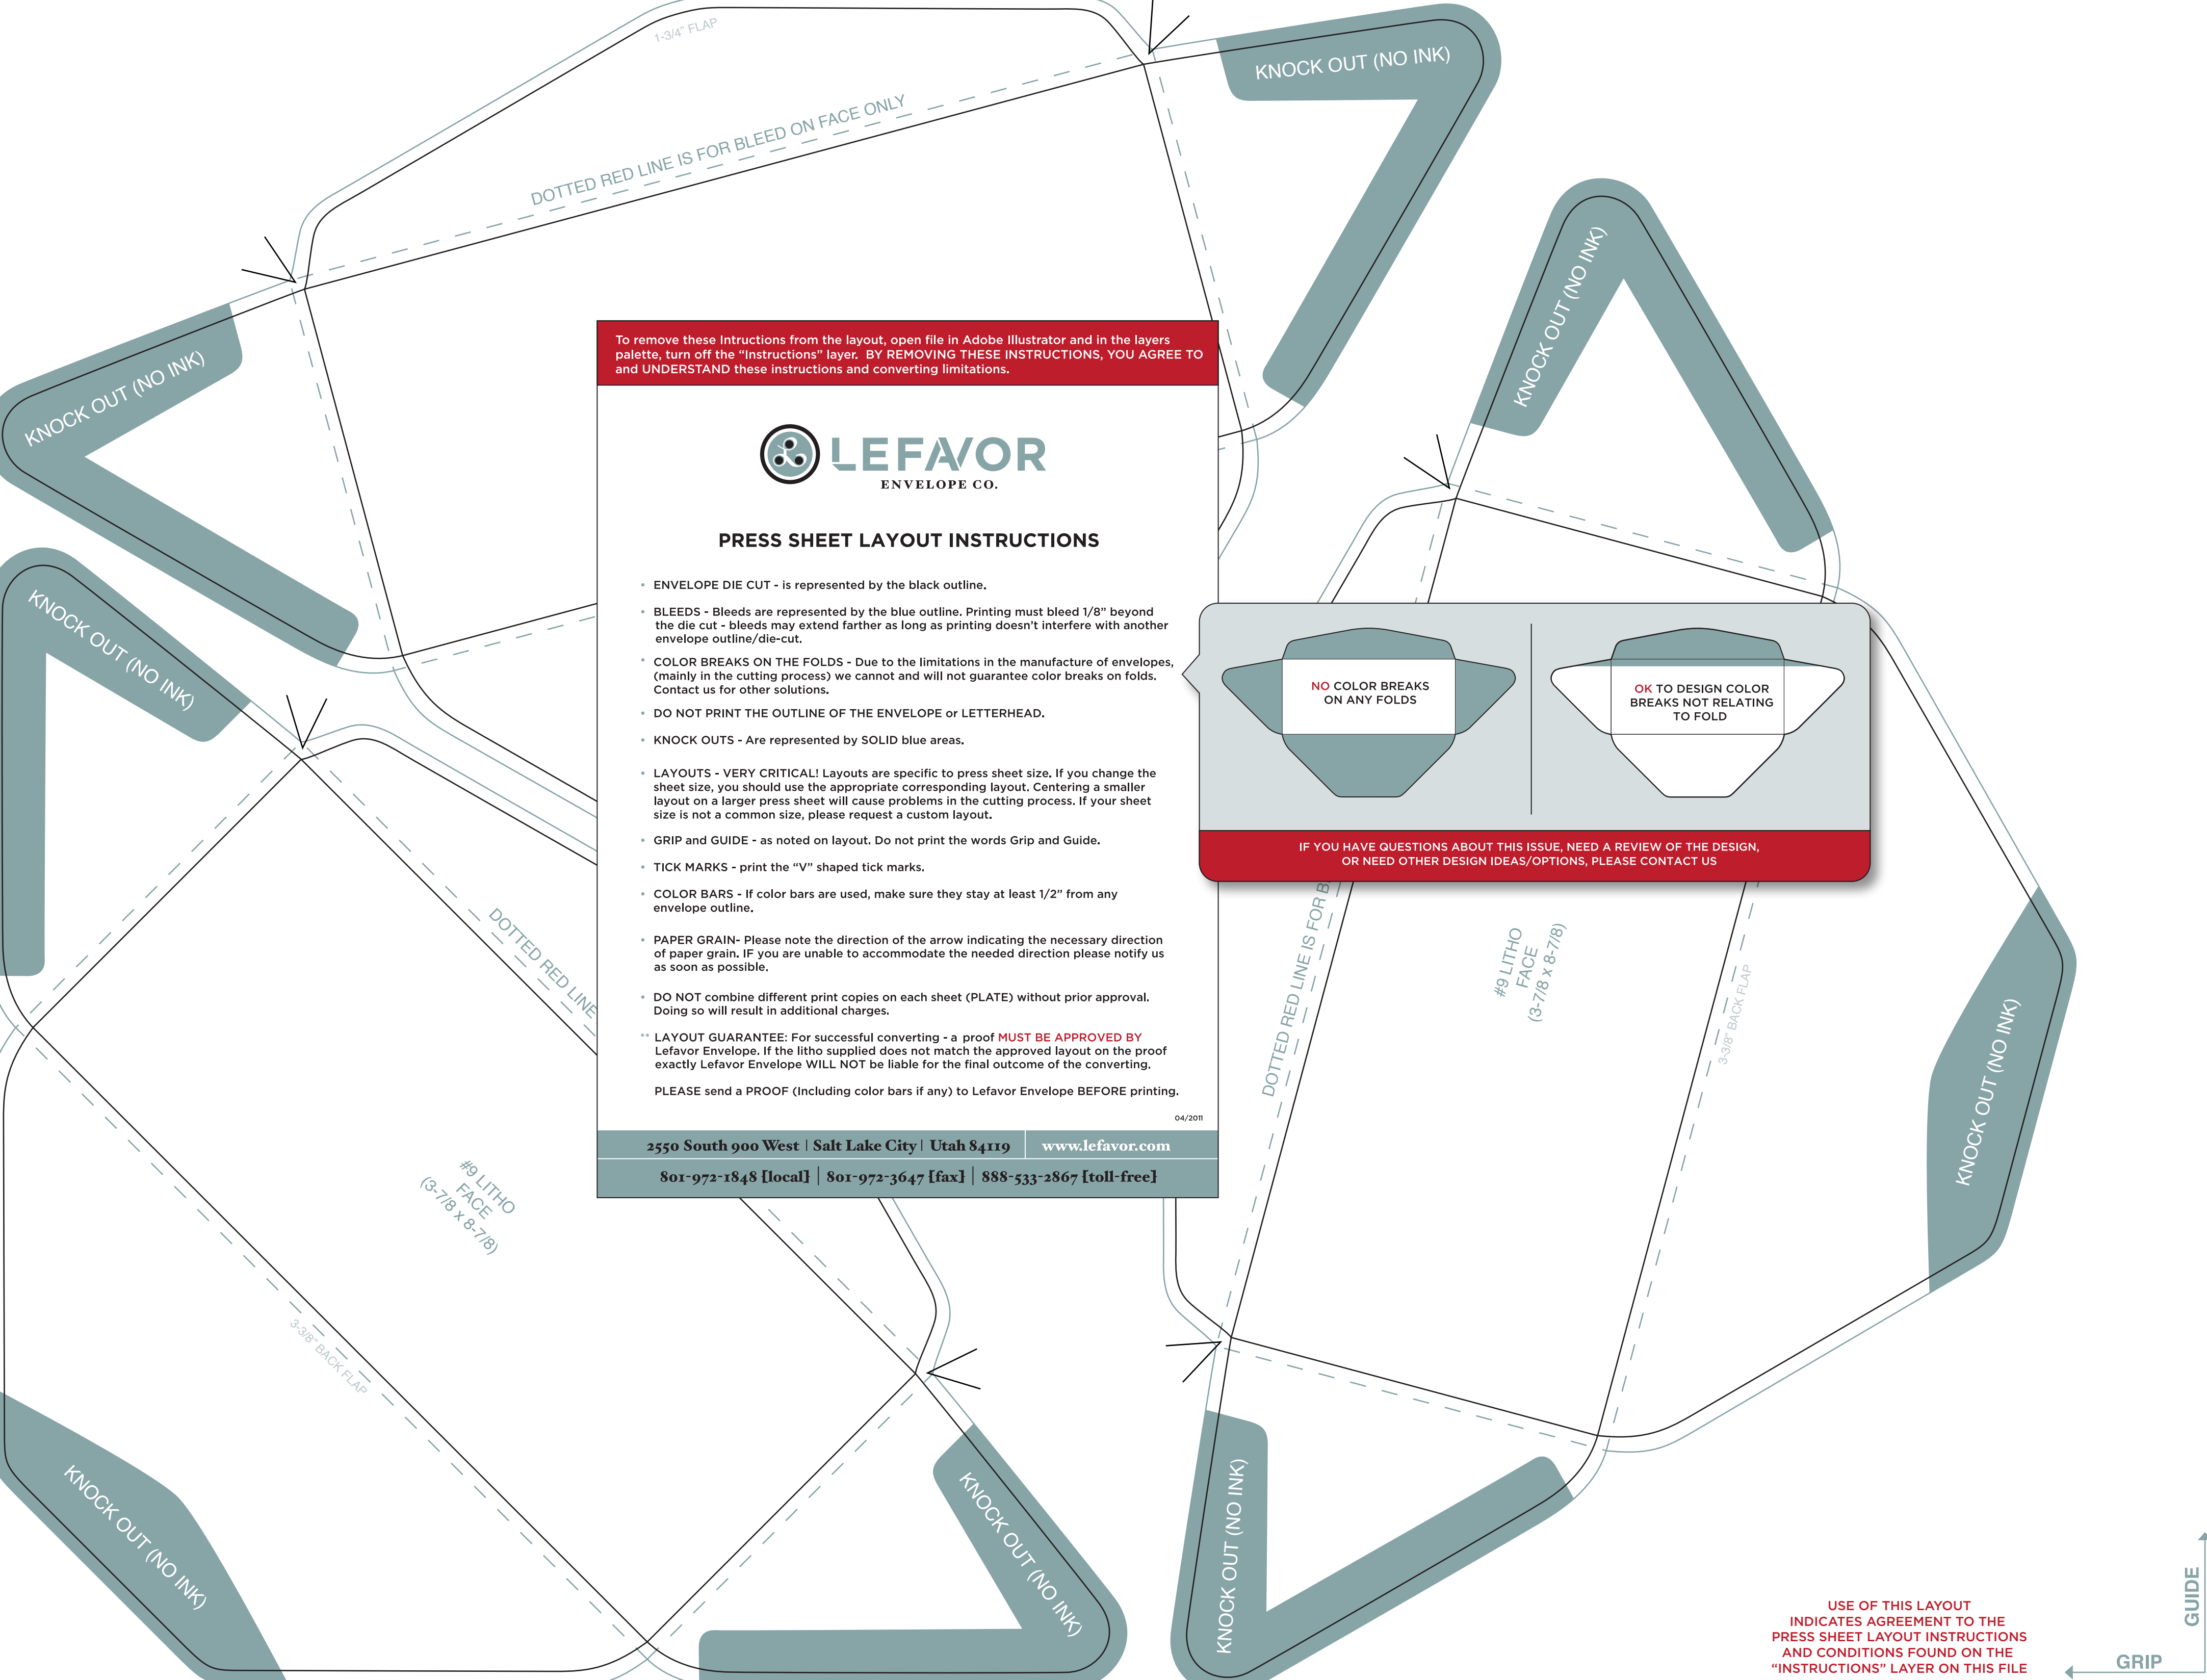 1-3/4” FLAP
DOTTED RED LINE IS FOR BLEED ON FACE ONLY
KNOCK OUT (NO INK)
KNOCK OUT (NO INK)
KNOCK OUT (NO INK)
KNOCK OUT (NO INK)
To remove these Intructions from the layout, open file in Adobe Illustrator and in the layers
palette, turn off the “Instructions” layer. BY REMOVING THESE INSTRUCTIONS, YOU AGREE TO
and UNDERSTAND these instructions and converting limitations.
LEFAVOR
ENVELOPE CO.
PRESS SHEET LAYOUT INSTRUCTIONS
• ENVELOPE DIE CUT - is represented by the black outline.
• BLEEDS - Bleeds are represented by the blue outline. Printing must bleed 1/8” beyond
the die cut - bleeds may extend farther as long as printing doesn’t interfere with another
envelope outline/die-cut.
• COLOR BREAKS ON THE FOLDS - Due to the limitations in the manufacture of envelopes,
(mainly in the cutting process) we cannot and will not guarantee color breaks on folds.
Contact us for other solutions.
• DO NOT PRINT THE OUTLINE OF THE ENVELOPE or LETTERHEAD.
• KNOCK OUTS - Are represented by SOLID blue areas.
• LAYOUTS - VERY CRITICAL! Layouts are specific to press sheet size. If you change the
sheet size, you should use the appropriate corresponding layout. Centering a smaller
layout on a larger press sheet will cause problems in the cutting process. If your sheet
size is not a common size, please request a custom layout.
• GRIP and GUIDE - as noted on layout. Do not print the words Grip and Guide.
• TICK MARKS - print the “V” shaped tick marks.
• COLOR BARS - If color bars are used, make sure they stay at least 1/2” from any
envelope outline.
• PAPER GRAIN- Please note the direction of the arrow indicating the necessary direction
of paper grain. IF you are unable to accommodate the needed direction please notify us
as soon as possible.
• DO NOT combine different print copies on each sheet (PLATE) without prior approval.
Doing so will result in additional charges.
•• LAYOUT GUARANTEE: For successful converting - a proof MUST BE APPROVED BY
Lefavor Envelope. If the litho supplied does not match the approved layout on the proof
exactly Lefavor Envelope WILL NOT be liable for the final outcome of the converting.
PLEASE send a PROOF (Including color bars if any) to Lefavor Envelope BEFORE printing.
04/2011
2550 South 900 West | Salt Lake City | Utah 84119 | www.lefavor.com
801-972-1848 [local] | 801-972-3647 [fax] | 888-533-2867 [toll-free]
NO COLOR BREAKS
ON ANY FOLDS
OK TO DESIGN COLOR
BREAKS NOT RELATING
TO FOLD
IF YOU HAVE QUESTIONS ABOUT THIS ISSUE, NEED A REVIEW OF THE DESIGN,
OR NEED OTHER DESIGN IDEAS/OPTIONS, PLEASE CONTACT US
DOTTED RED LINE
#9 LITHO
FACE
(3-7/8 x 8-7/8)
3-3/8” BACK FLAP
KNOCK OUT (NO INK)
KNOCK OUT (NO INK)
DOTTED RED LINE IS FOR B
#9 LITHO
FACE
(3-7/8 x 8-7/8)
3-3/8” BACK FLAP
KNOCK OUT (NO INK)
KNOCK OUT (NO INK)
USE OF THIS LAYOUT
INDICATES AGREEMENT TO THE
PRESS SHEET LAYOUT INSTRUCTIONS
AND CONDITIONS FOUND ON THE
“INSTRUCTIONS” LAYER ON THIS FILE
GRIP
GUIDE